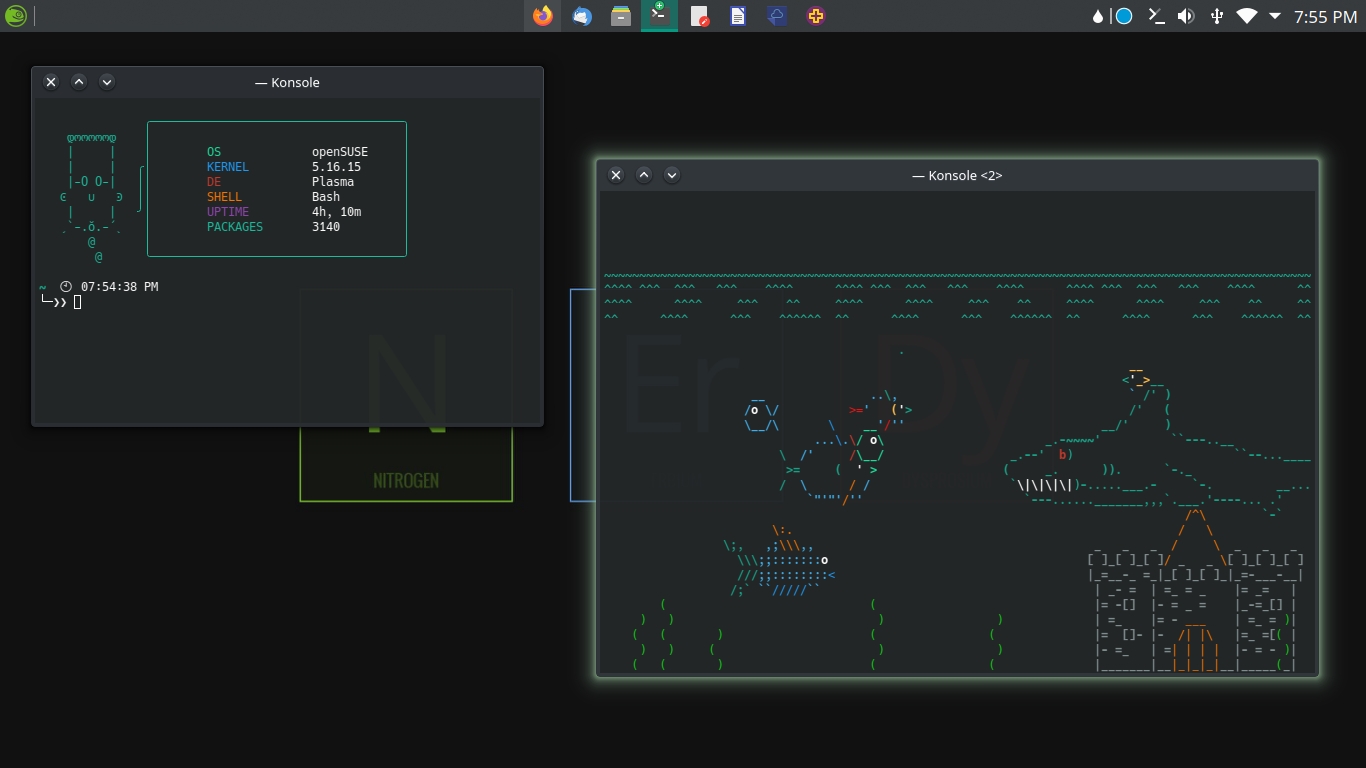 7:55 PM
— Konsole
OS openSUSE
KERNEL 5.16.15
DE Plasma
SHELL Bash
UPTIME 4h, 10m
PACKAGES 3140
~ 07:54:38 PM
— Konsole <2>
N
Er
Dy
NITROGEN